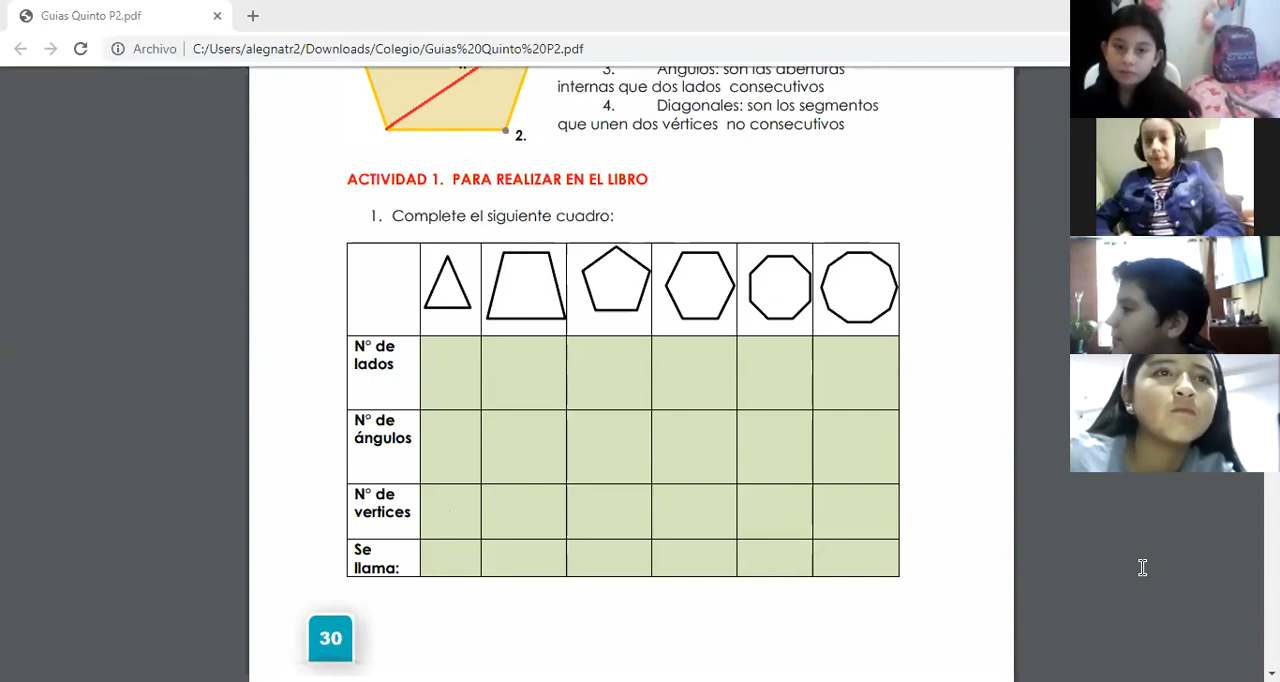 Guias Quinto P2.pdf
Archivo
C:/Users/alegnatr2/Downloads/Colegio/Guias%20Quinto%20P2.pdf
3. Ángulos: son las aberturas
internas que dos lados consecutivos
4. Diagonales: son los segmentos
que unen dos vértices no consecutivos
2.
ACTIVIDAD 1. PARA REALIZAR EN EL LIBRO
1. Complete el siguiente cuadro:
N° de
lados
N° de
ángulos
N° de
vertices
Se
llama:
30